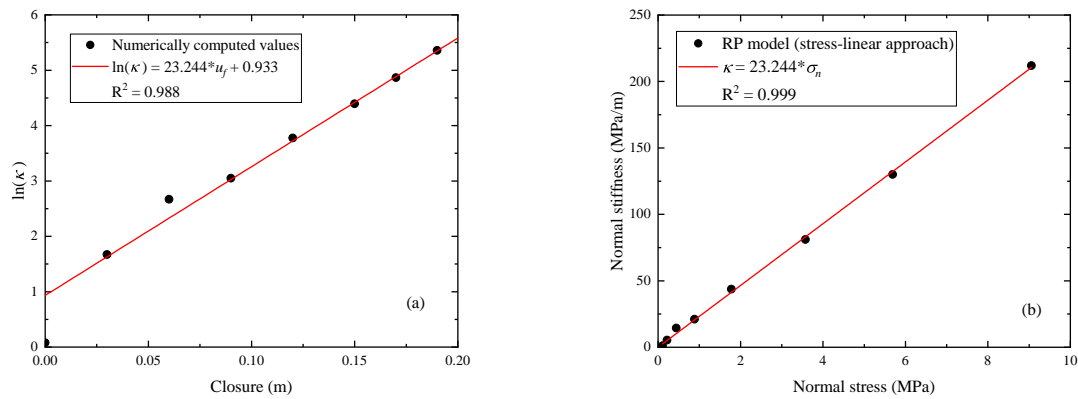 6
5
4
3
2
1
0
0.00 0.05 0.10 0.15 0.20
ln(κ)
Closure (m)
Numerically computed values
ln(κ) = 23.244*u_f + 0.933
R² = 0.988
(a)
250
200
150
100
50
0
0 2 4 6 8 10
Normal stiffness (MPa/m)
Normal stress (MPa)
RP model (stress-linear approach)
κ = 23.244*σ_n
R² = 0.999
(b)